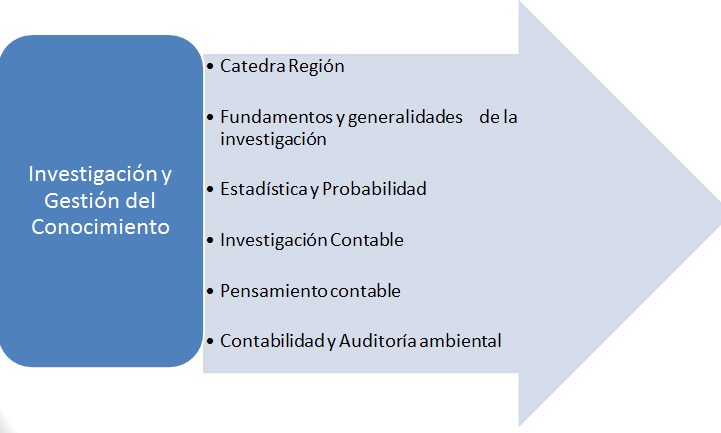 Investigación y
Gestión del
Conocimiento
• Catedra Región
• Fundamentos y generalidades de la
investigación
• Estadística y Probabilidad
• Investigación Contable
• Pensamiento contable
• Contabilidad y Auditoría ambiental